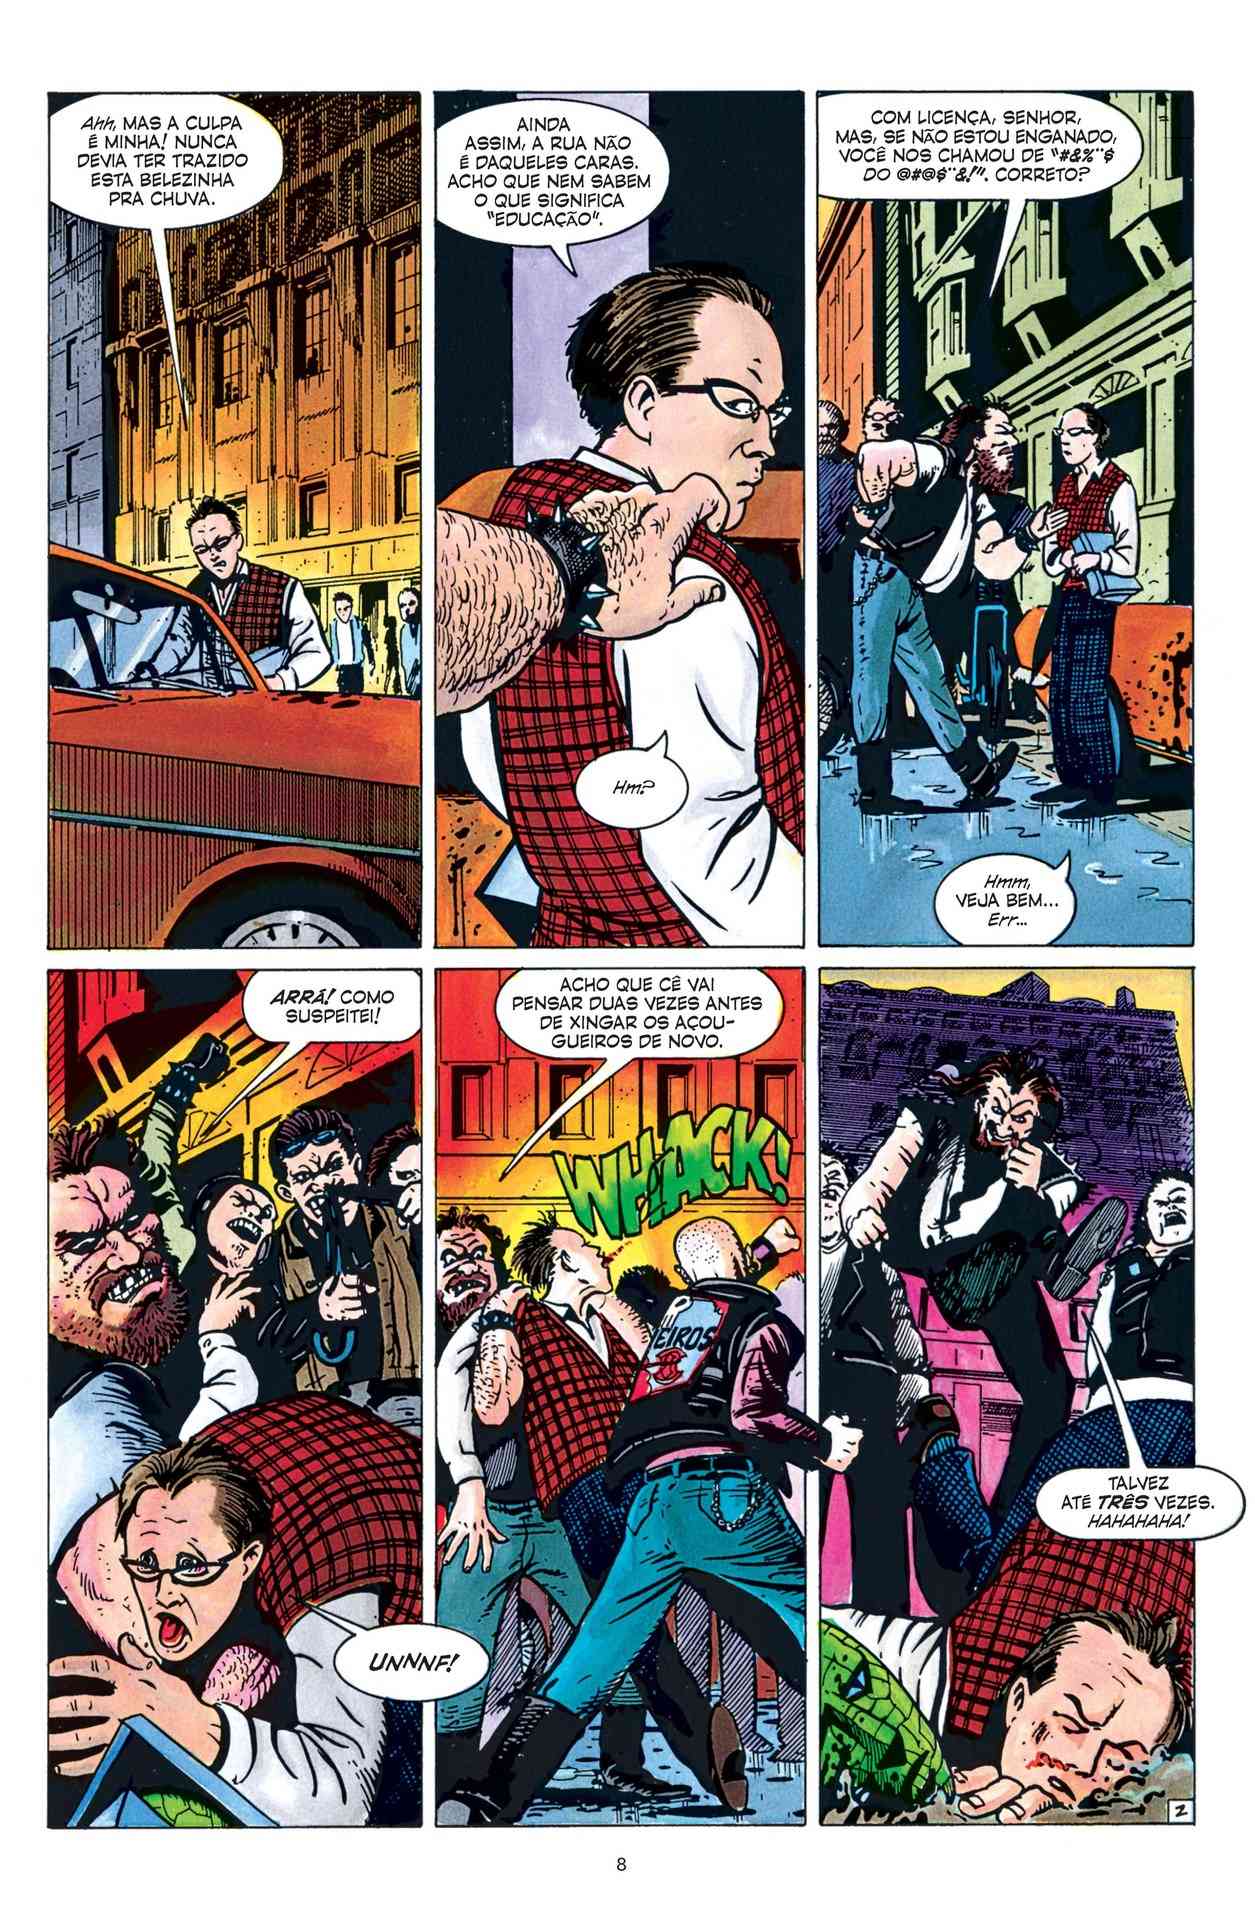 Ahh, MAS A CULPA
É MINHA! NUNCA
DEVIA TER TRAZIDO
ESTA BELEZINHA
PRA CHUVA.
AINDA
ASSIM, A RUA NÃO
É DAQUELES CARAS.
ACHO QUE NEM SABEM
O QUE SIGNIFICA
"EDUCAÇÃO".
Hm?
COM LICENÇA, SENHOR,
MAS, SE NÃO ESTOU ENGANADO,
VOCÊ NOS CHAMOU DE "#&%¨$
DO @#@$¨&!". CORRETO?
Hmm,
VEJA BEM...
Err...
ARRÁ! COMO
SUSPEITEI!
UNNNF!
ACHO QUE CÊ VAI
PENSAR DUAS VEZES ANTES
DE XINGAR OS AÇOU-
GUEIROS DE NOVO.
WHACK!
EIROS
TALVEZ
ATÉ TRÊS VEZES.
HAHAHAHA!
2
8